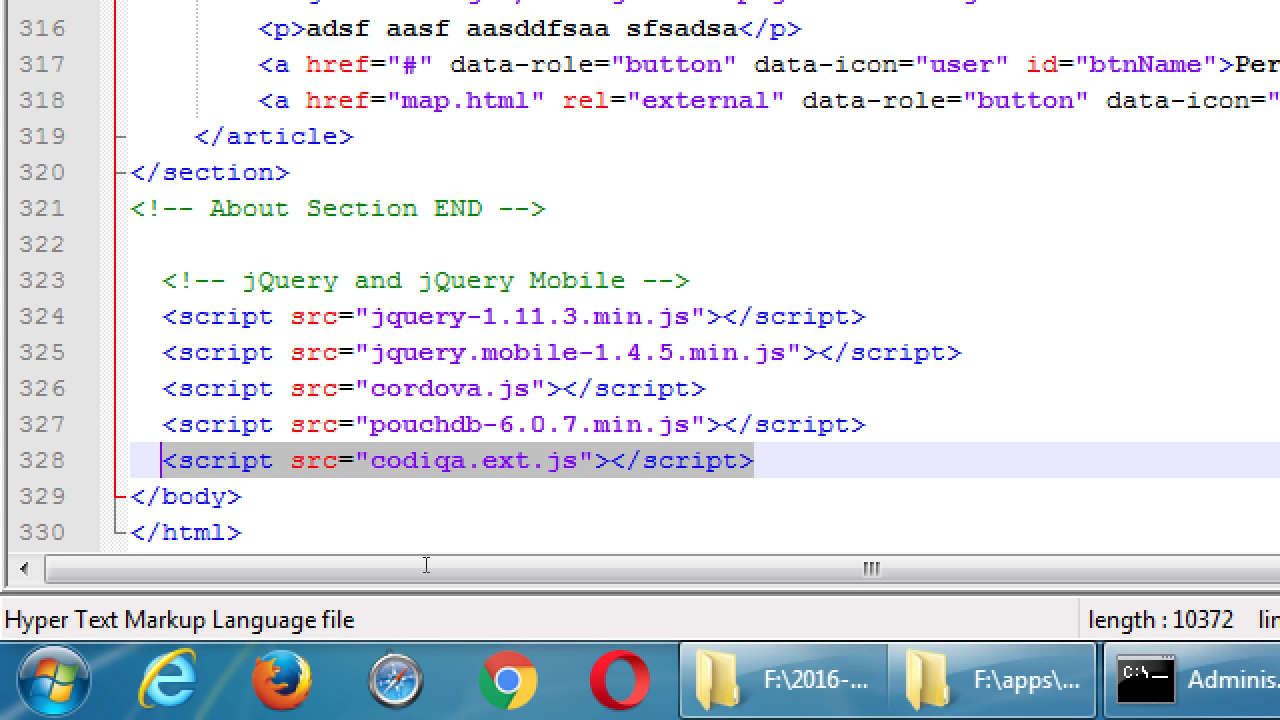 316 <p>adsf aasf aasddfsaa sfsadsa</p>
317 <a href="#" data-role="button" data-icon="user" id="btnName">Per
318 <a href="map.html" rel="external" data-role="button" data-icon="
319 </article>
320 </section>
321 <!-- About Section END -->
322
323 <!-- jQuery and jQuery Mobile -->
324 <script src="jquery-1.11.3.min.js"></script>
325 <script src="jquery.mobile-1.4.5.min.js"></script>
326 <script src="cordova.js"></script>
327 <script src="pouchdb-6.0.7.min.js"></script>
328 <script src="codiqa.ext.js"></script>
329 </body>
330 </html>
Hyper Text Markup Language file length : 10372 lin
F:\2016-... F:\apps\... C:\ Adminis.